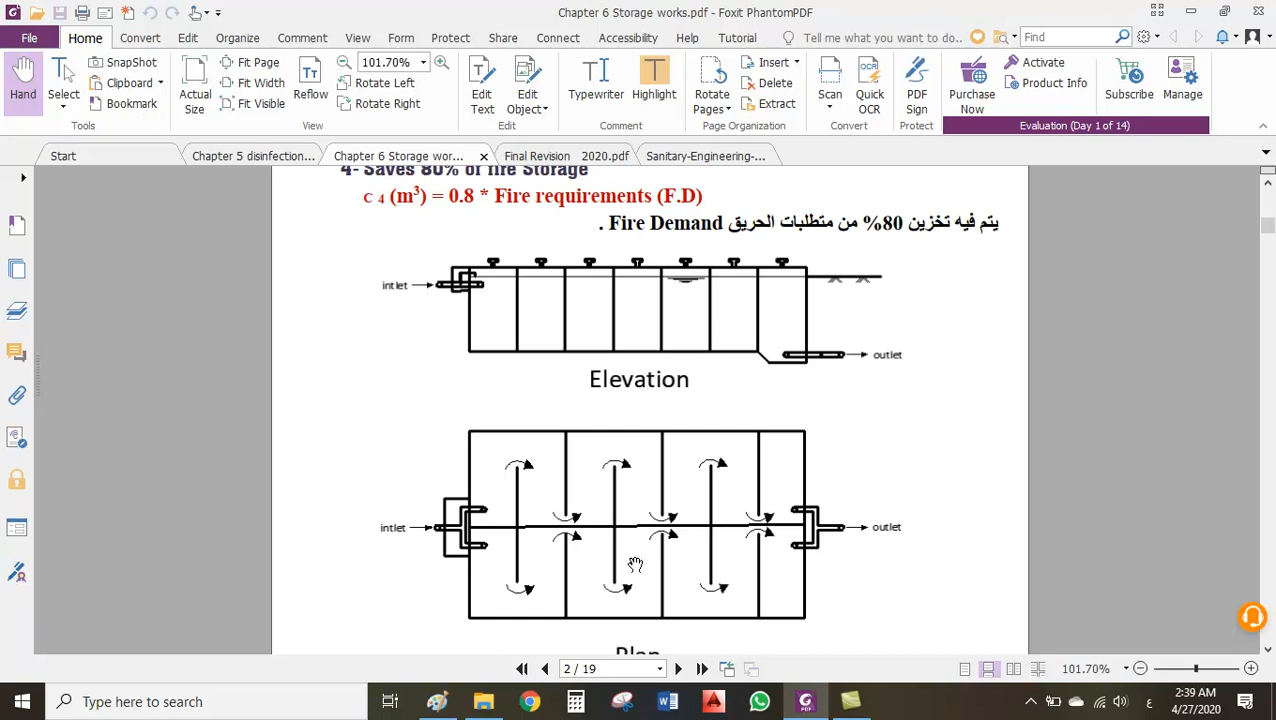 Chapter 6 Storage works.pdf - Foxit PhantomPDF
File Home Convert Edit Organize Comment View Form Protect Share Connect Accessibility Help Tutorial Tell me what you want to do.. Find
Hand
Select
SnapShot
Clipboard
Bookmark
Tools
Actual Size
Fit Page
Fit Width
Fit Visible
Reflow
Rotate Left
Rotate Right
View
Edit Text
Edit Object
Edit
Typewriter
Highlight
Comment
Rotate Pages
Insert
Delete
Extract
Page Organization
Scan
Quick OCR
Convert
PDF Sign
Protect
Purchase Now
Activate
Product Info
Subscribe
Manage
Evaluation (Day 1 of 14)
101.70%
Start Chapter 5 disinfection... Chapter 6 Storage wor... Final Revision 2020.pdf Sanitary-Engineering-...
4- Saves 80% of fire Storage
C 4 (m3) = 0.8 * Fire requirements (F.D)
يتم فيه تخزين 80% من متطلبات الحريق Fire Demand .
intlet
outlet
Elevation
intlet
outlet
Plan
2 / 19
101.70%
Type here to search
ع
2:39 AM
4/27/2020